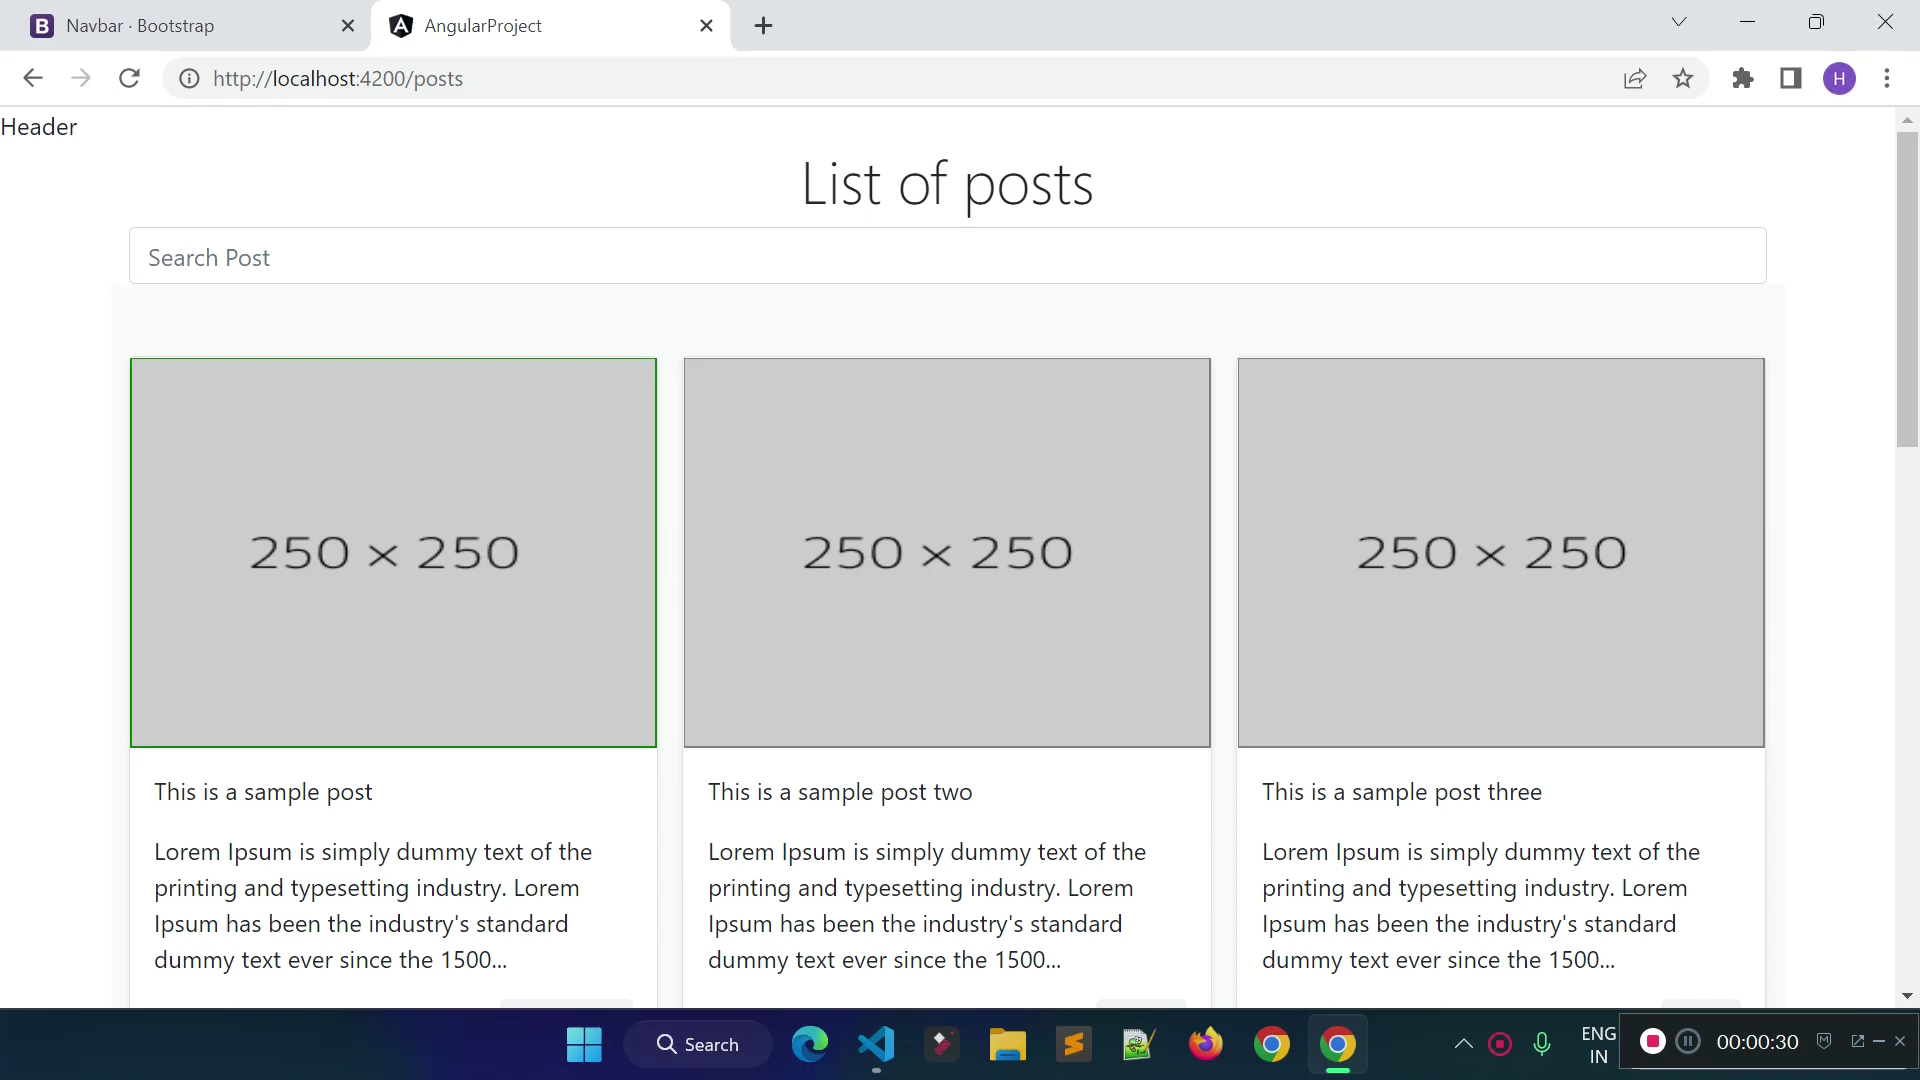 Navbar · Bootstrap
AngularProject
http://localhost:4200/posts
H
Header
List of posts
Search Post
250 × 250
250 × 250
250 × 250
This is a sample post
Lorem Ipsum is simply dummy text of the
printing and typesetting industry. Lorem
Ipsum has been the industry's standard
dummy text ever since the 1500...
This is a sample post two
Lorem Ipsum is simply dummy text of the
printing and typesetting industry. Lorem
Ipsum has been the industry's standard
dummy text ever since the 1500...
This is a sample post three
Lorem Ipsum is simply dummy text of the
printing and typesetting industry. Lorem
Ipsum has been the industry's standard
dummy text ever since the 1500...
Search
ENG
IN
00:00:30